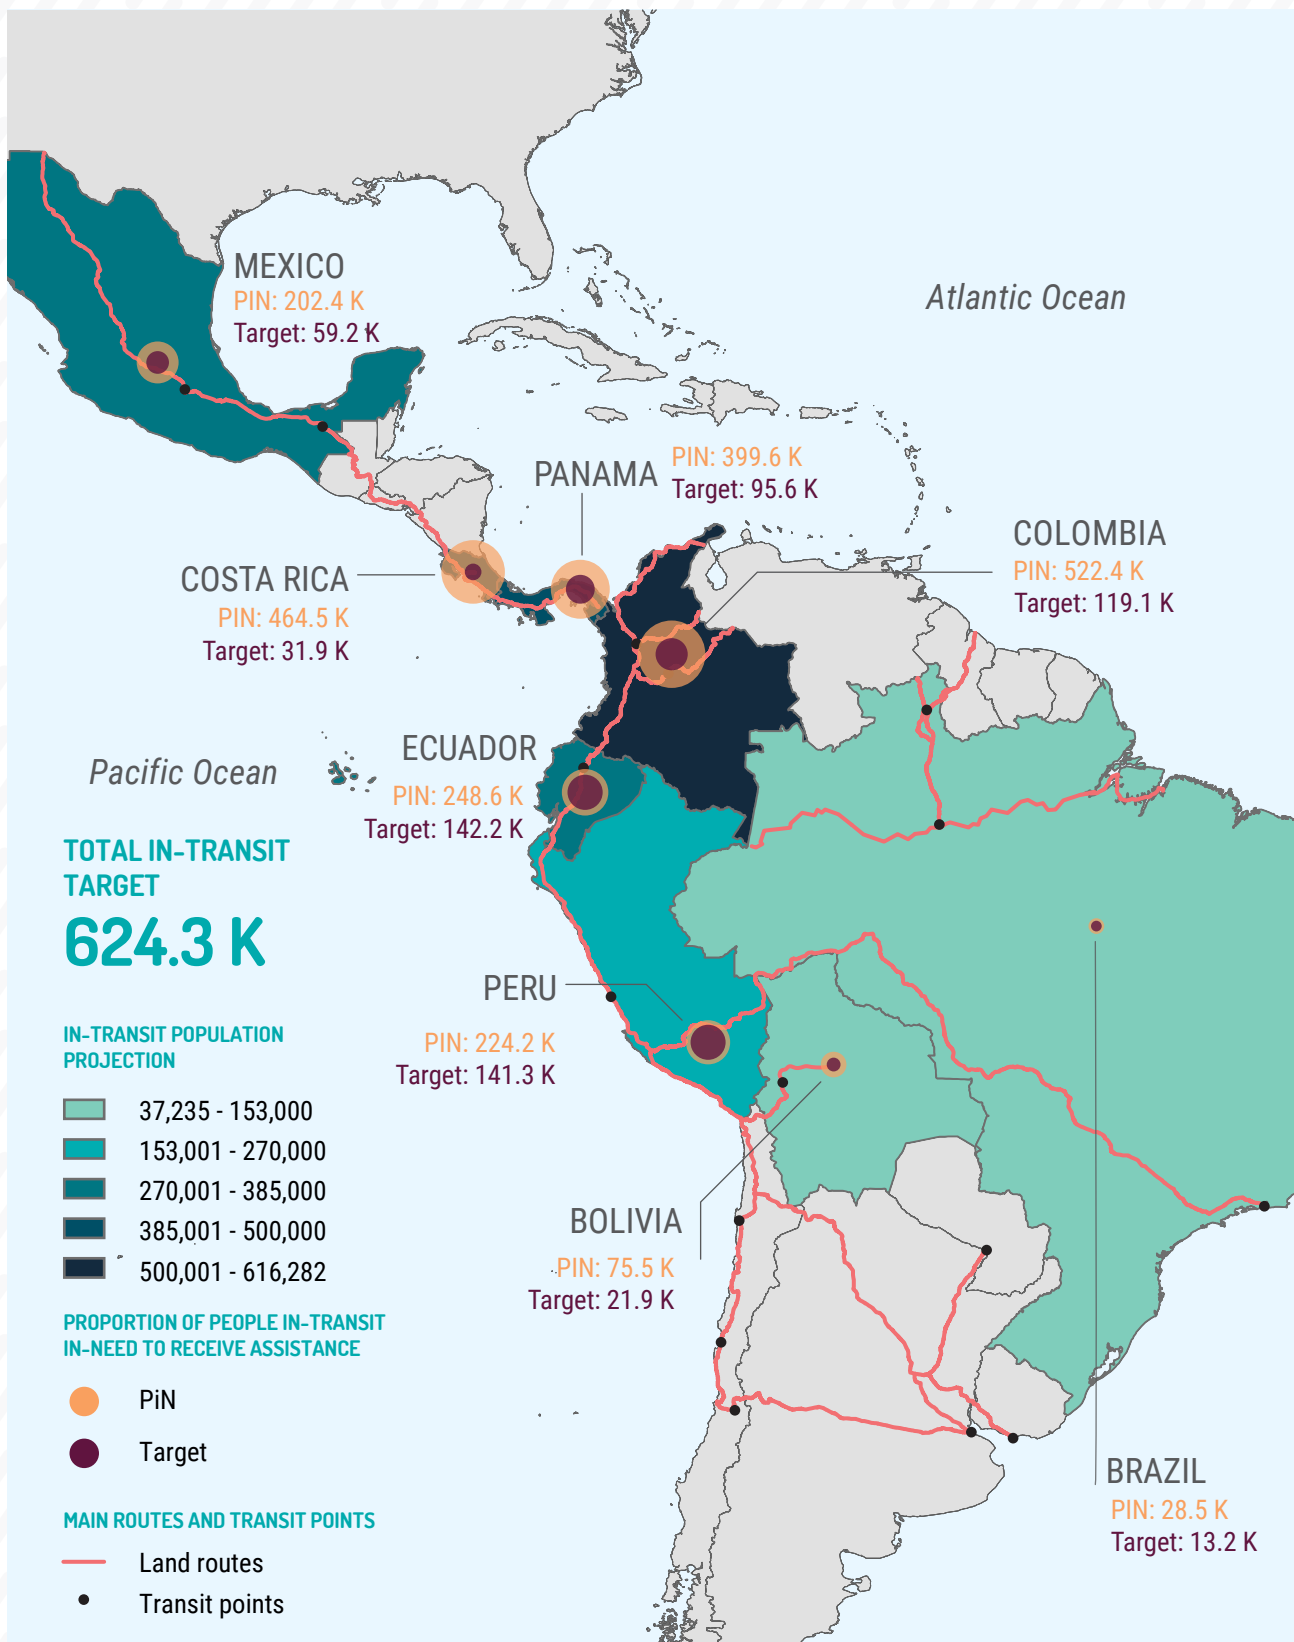 MEXICO
PIN: 202.4 K
Target: 59.2 K
Atlantic Ocean
PANAMA
PIN: 399.6 K
Target: 95.6 K
COLOMBIA
PIN: 522.4 K
Target: 119.1 K
COSTA RICA
PIN: 464.5 K
Target: 31.9 K
ECUADOR
PIN: 248.6 K
Target: 142.2 K
Pacific Ocean
TOTAL IN-TRANSIT
TARGET
624.3 K
PERU
PIN: 224.2 K
Target: 141.3 K
IN-TRANSIT POPULATION
PROJECTION
37,235 - 153,000
153,001 - 270,000
270,001 - 385,000
385,001 - 500,000
500,001 - 616,282
BOLIVIA
PIN: 75.5 K
Target: 21.9 K
PROPORTION OF PEOPLE IN-TRANSIT
IN-NEED TO RECEIVE ASSISTANCE
PiN
Target
BRAZIL
PIN: 28.5 K
Target: 13.2 K
MAIN ROUTES AND TRANSIT POINTS
Land routes
Transit points